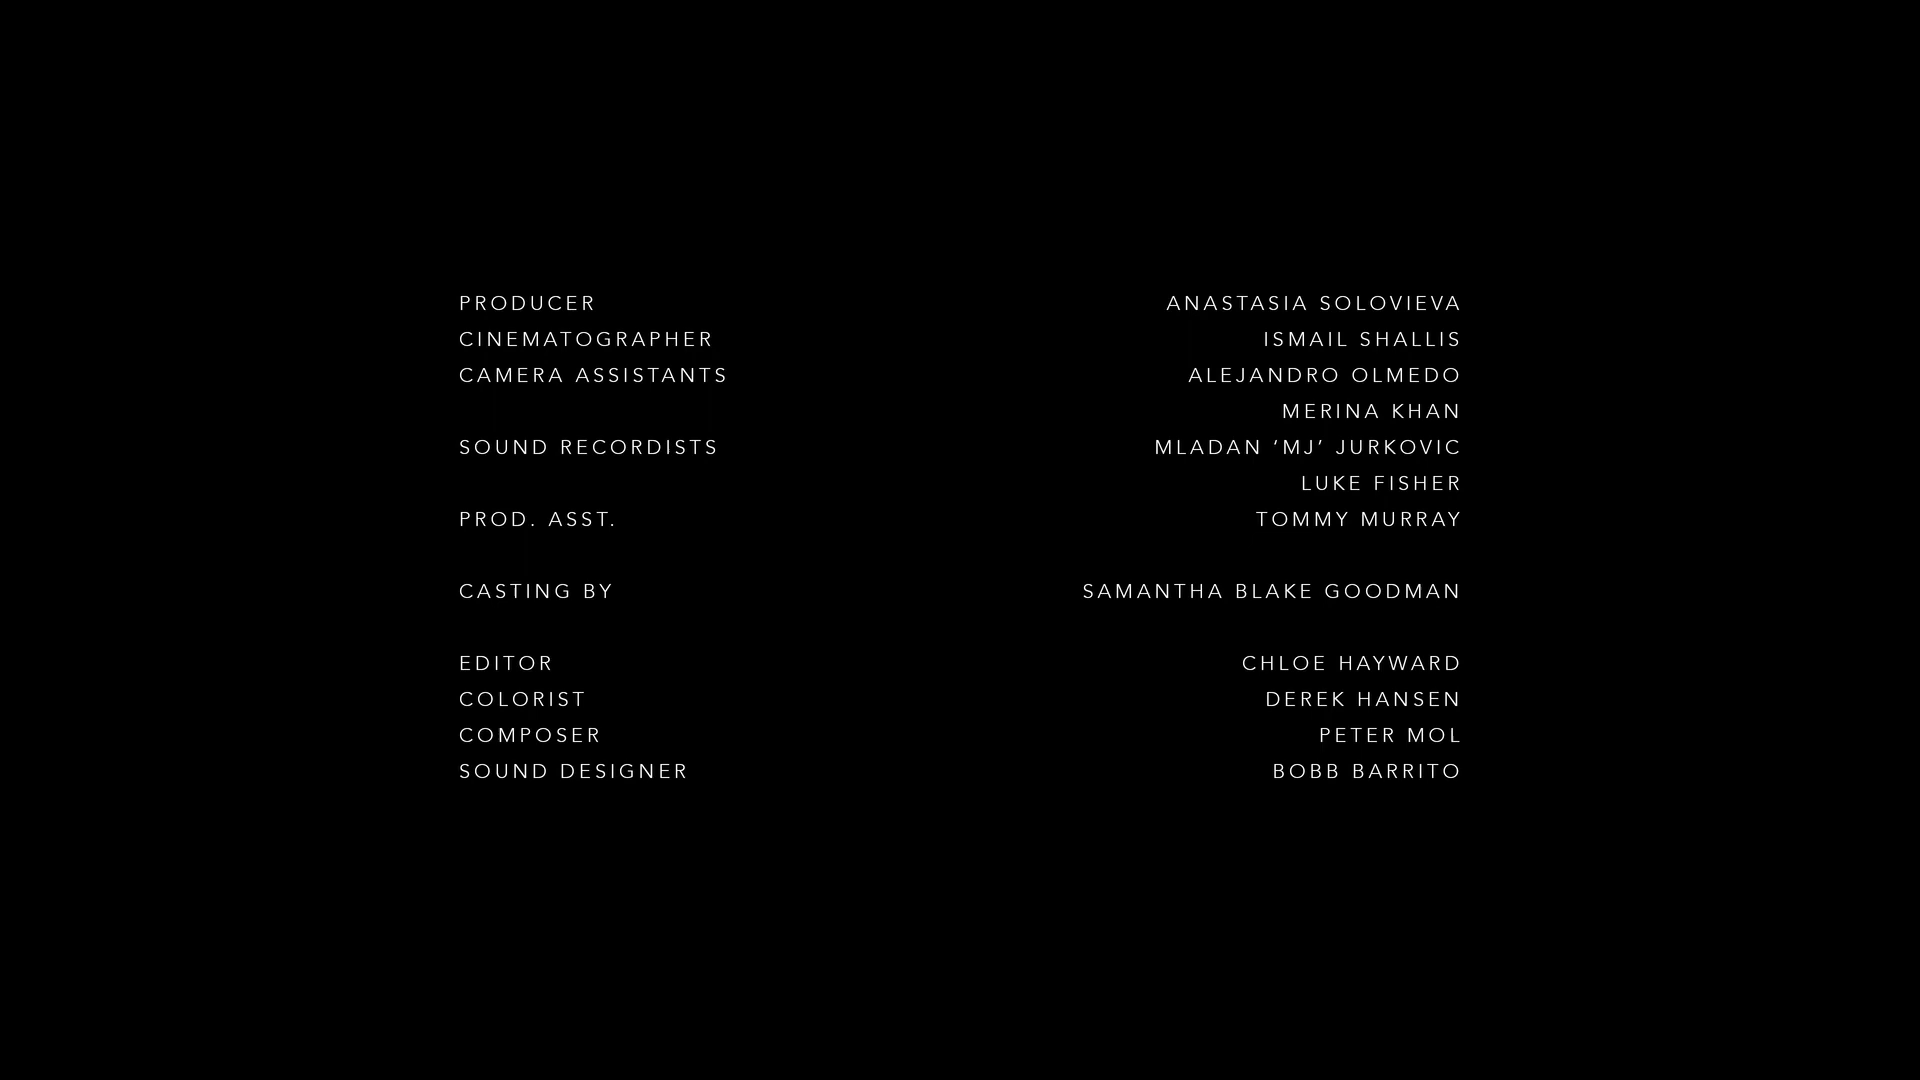 PRODUCER ANASTASIA SOLOVIEVA
CINEMATOGRAPHER ISMAIL SHALLIS
CAMERA ASSISTANTS ALEJANDRO OLMEDO
MERINA KHAN
SOUND RECORDISTS MLADAN ‘MJ’ JURKOVIC
LUKE FISHER
PROD. ASST. TOMMY MURRAY
CASTING BY SAMANTHA BLAKE GOODMAN
EDITOR CHLOE HAYWARD
COLORIST DEREK HANSEN
COMPOSER PETER MOL
SOUND DESIGNER BOBB BARRITO